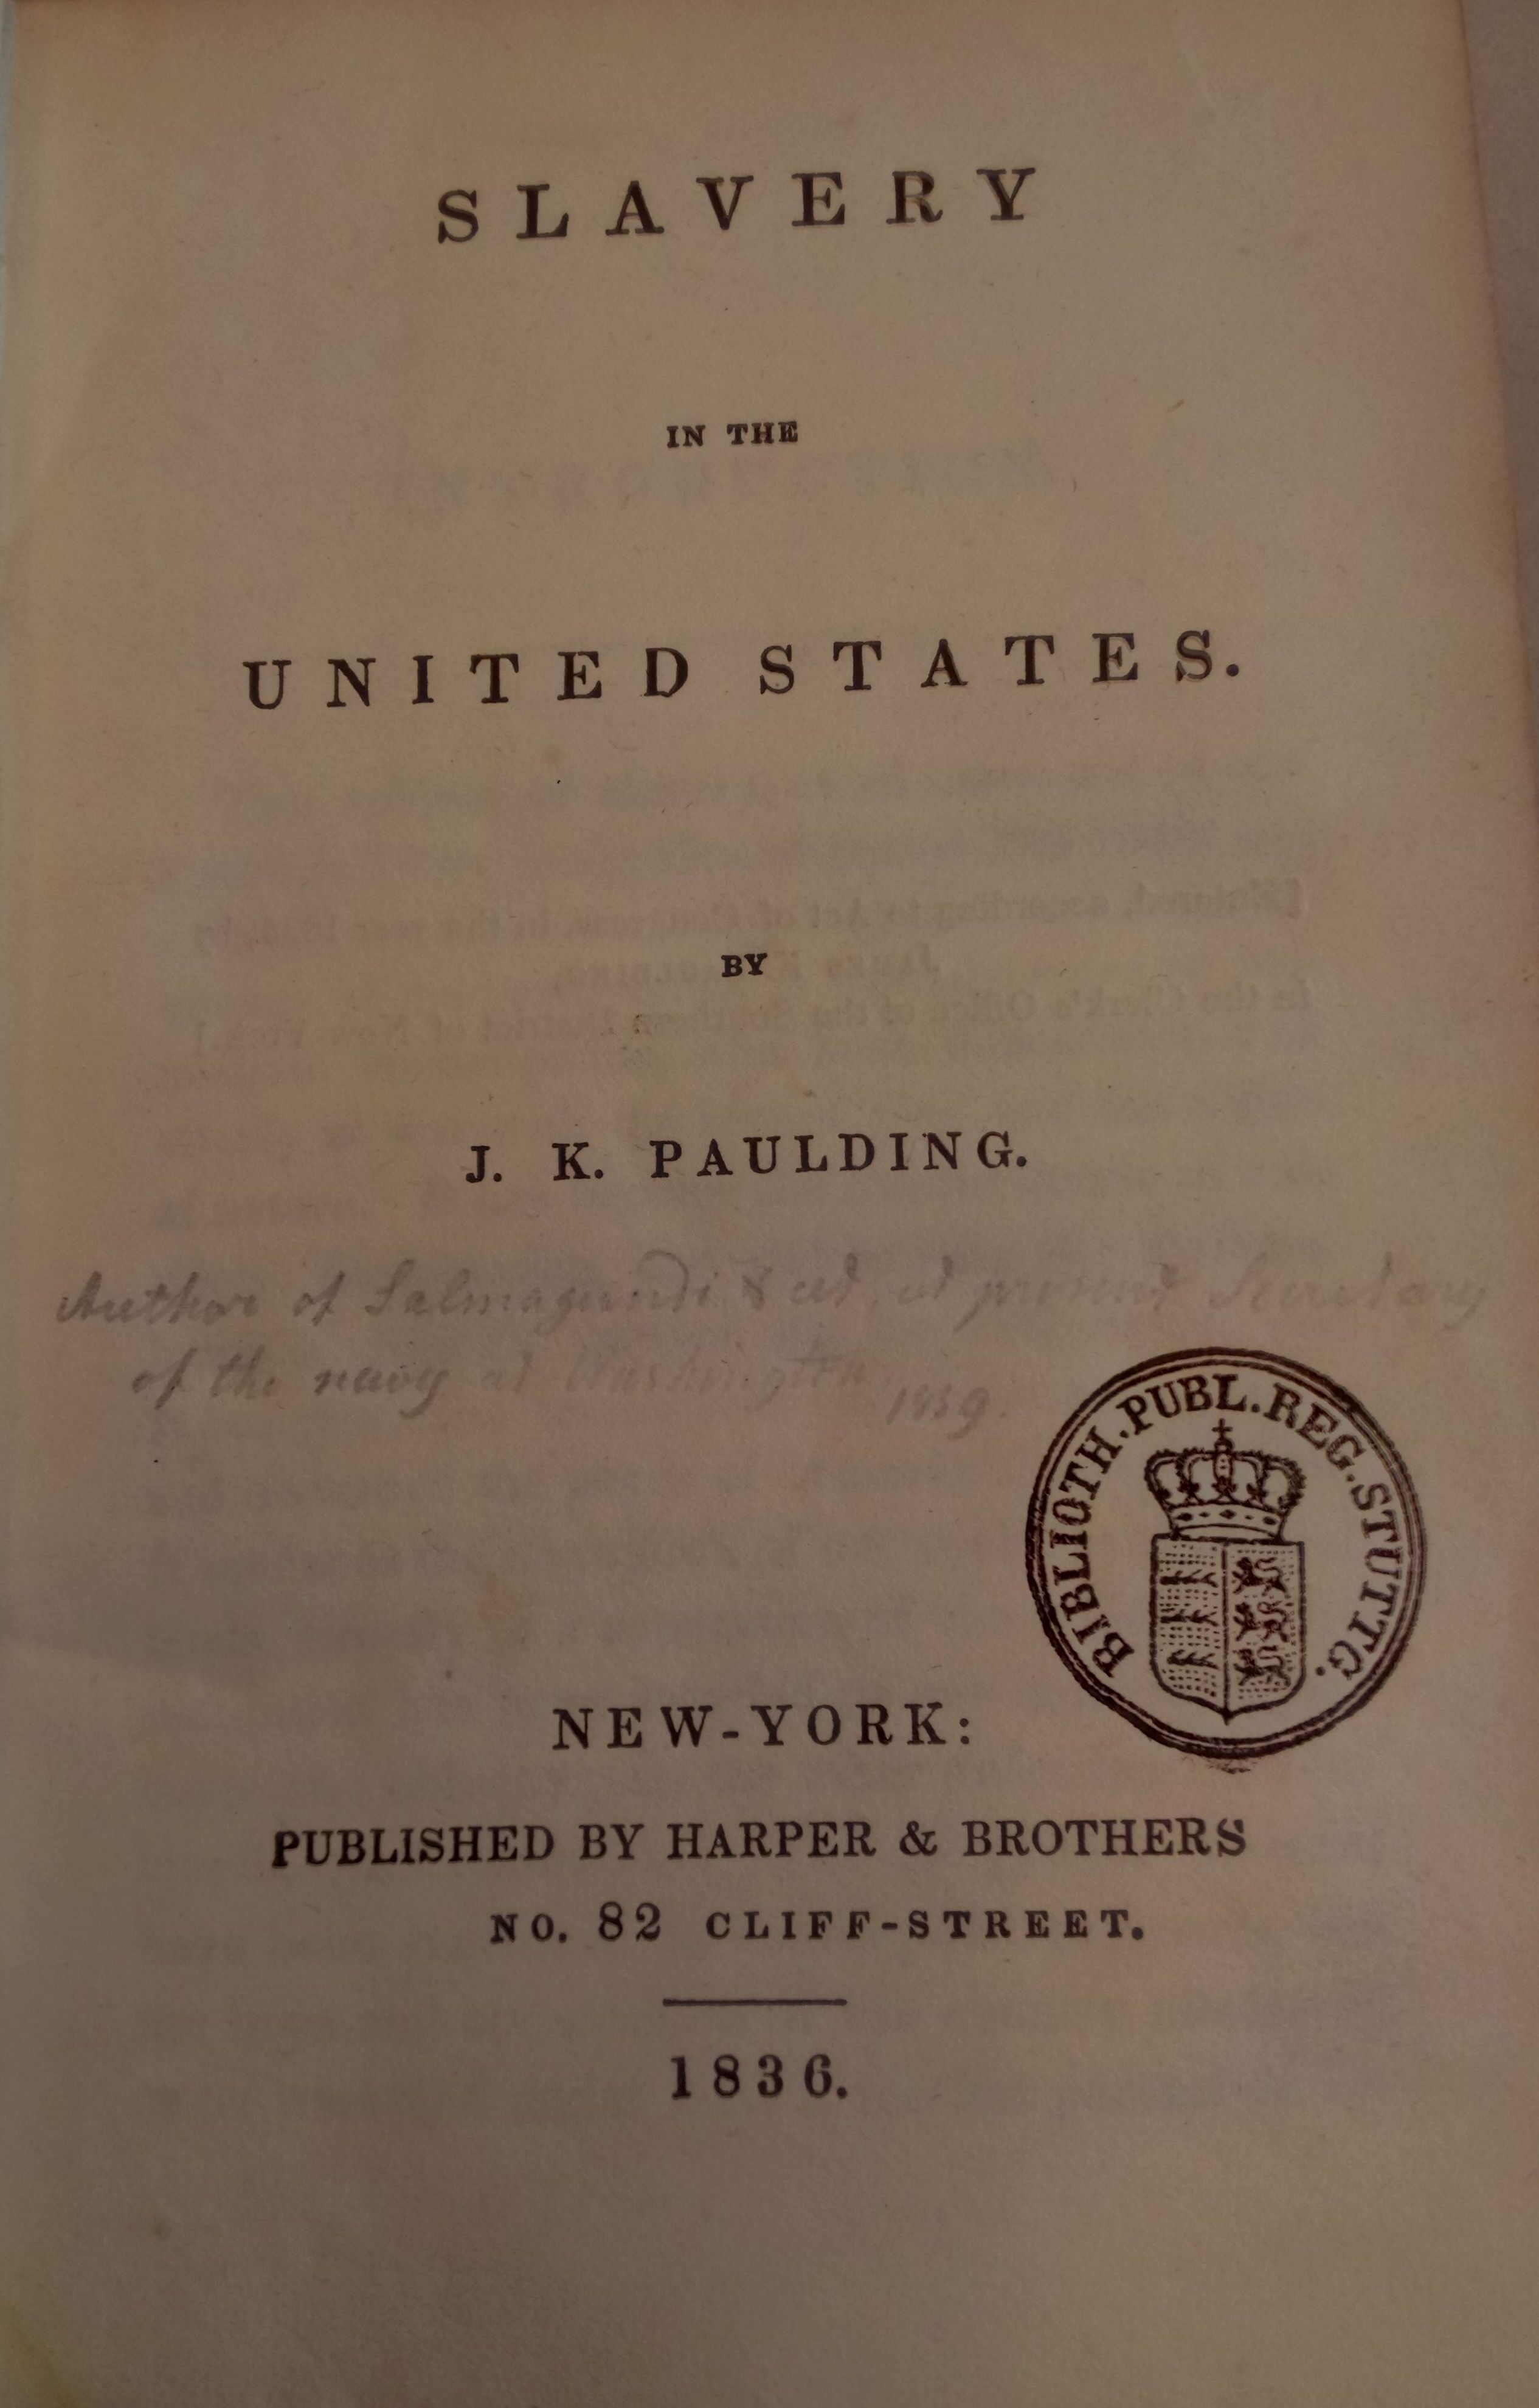 SLAVERY
IN THE
UNITED STATES.
BY
J. K. PAULDING.
Author of Salmagundi & at present Secretary
of the navy at Washington 1839.
BIBLIOTH. PUBL. REG. STUTTG.
NEW-YORK:
PUBLISHED BY HARPER & BROTHERS
NO. 82 CLIFF-STREET.
1836.